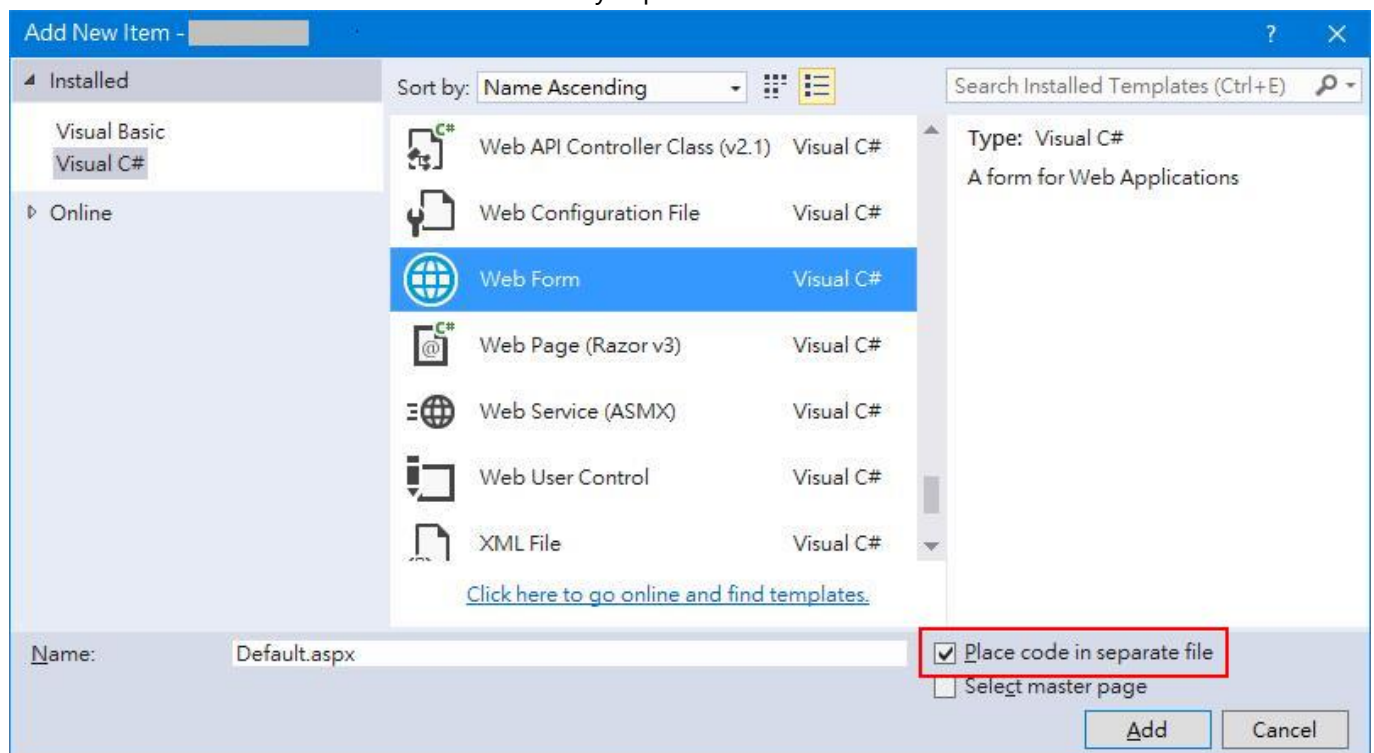 Add New Item -
? ×
Installed
Visual Basic
Visual C#
Online
Sort by: Name Ascending
Search Installed Templates (Ctrl+E)
C# Web API Controller Class (v2.1) Visual C#
Web Configuration File Visual C#
Web Form Visual C#
C# @ Web Page (Razor v3) Visual C#
Web Service (ASMX) Visual C#
Web User Control Visual C#
XML File Visual C#
Click here to go online and find templates.
Type: Visual C#
A form for Web Applications
Name: Default.aspx
Place code in separate file
Select master page
Add Cancel